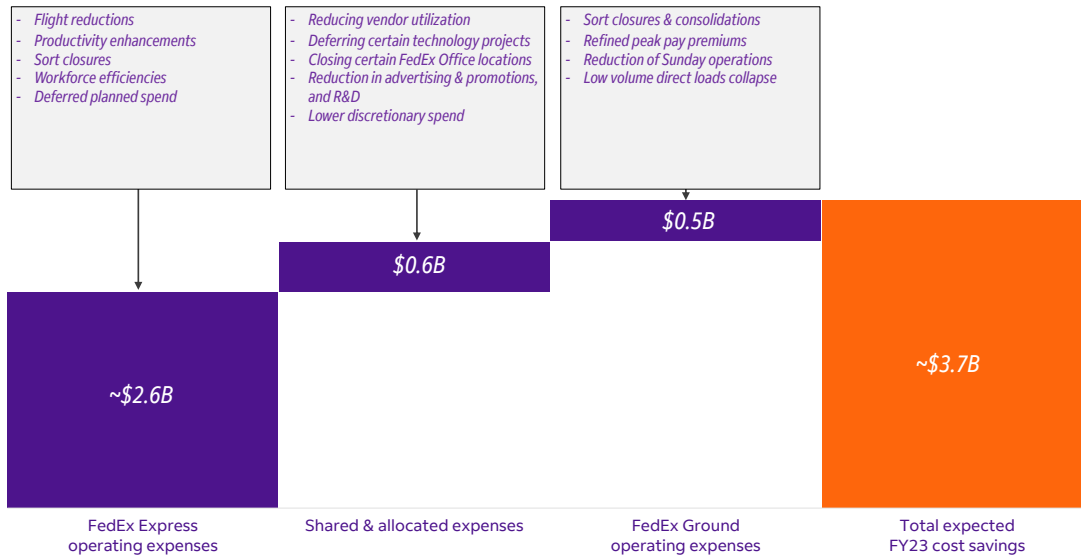 - Flight reductions
- Productivity enhancements
- Sort closures
- Workforce efficiencies
- Deferred planned spend
- Reducing vendor utilization
- Deferring certain technology projects
- Closing certain FedEx Office locations
- Reduction in advertising & promotions,
and R&D
- Lower discretionary spend
- Sort closures & consolidations
- Refined peak pay premiums
- Reduction of Sunday operations
- Low volume direct loads collapse
~$2.6B
$0.6B
$0.5B
~$3.7B
FedEx Express
operating expenses
Shared & allocated expenses
FedEx Ground
operating expenses
Total expected
FY23 cost savings